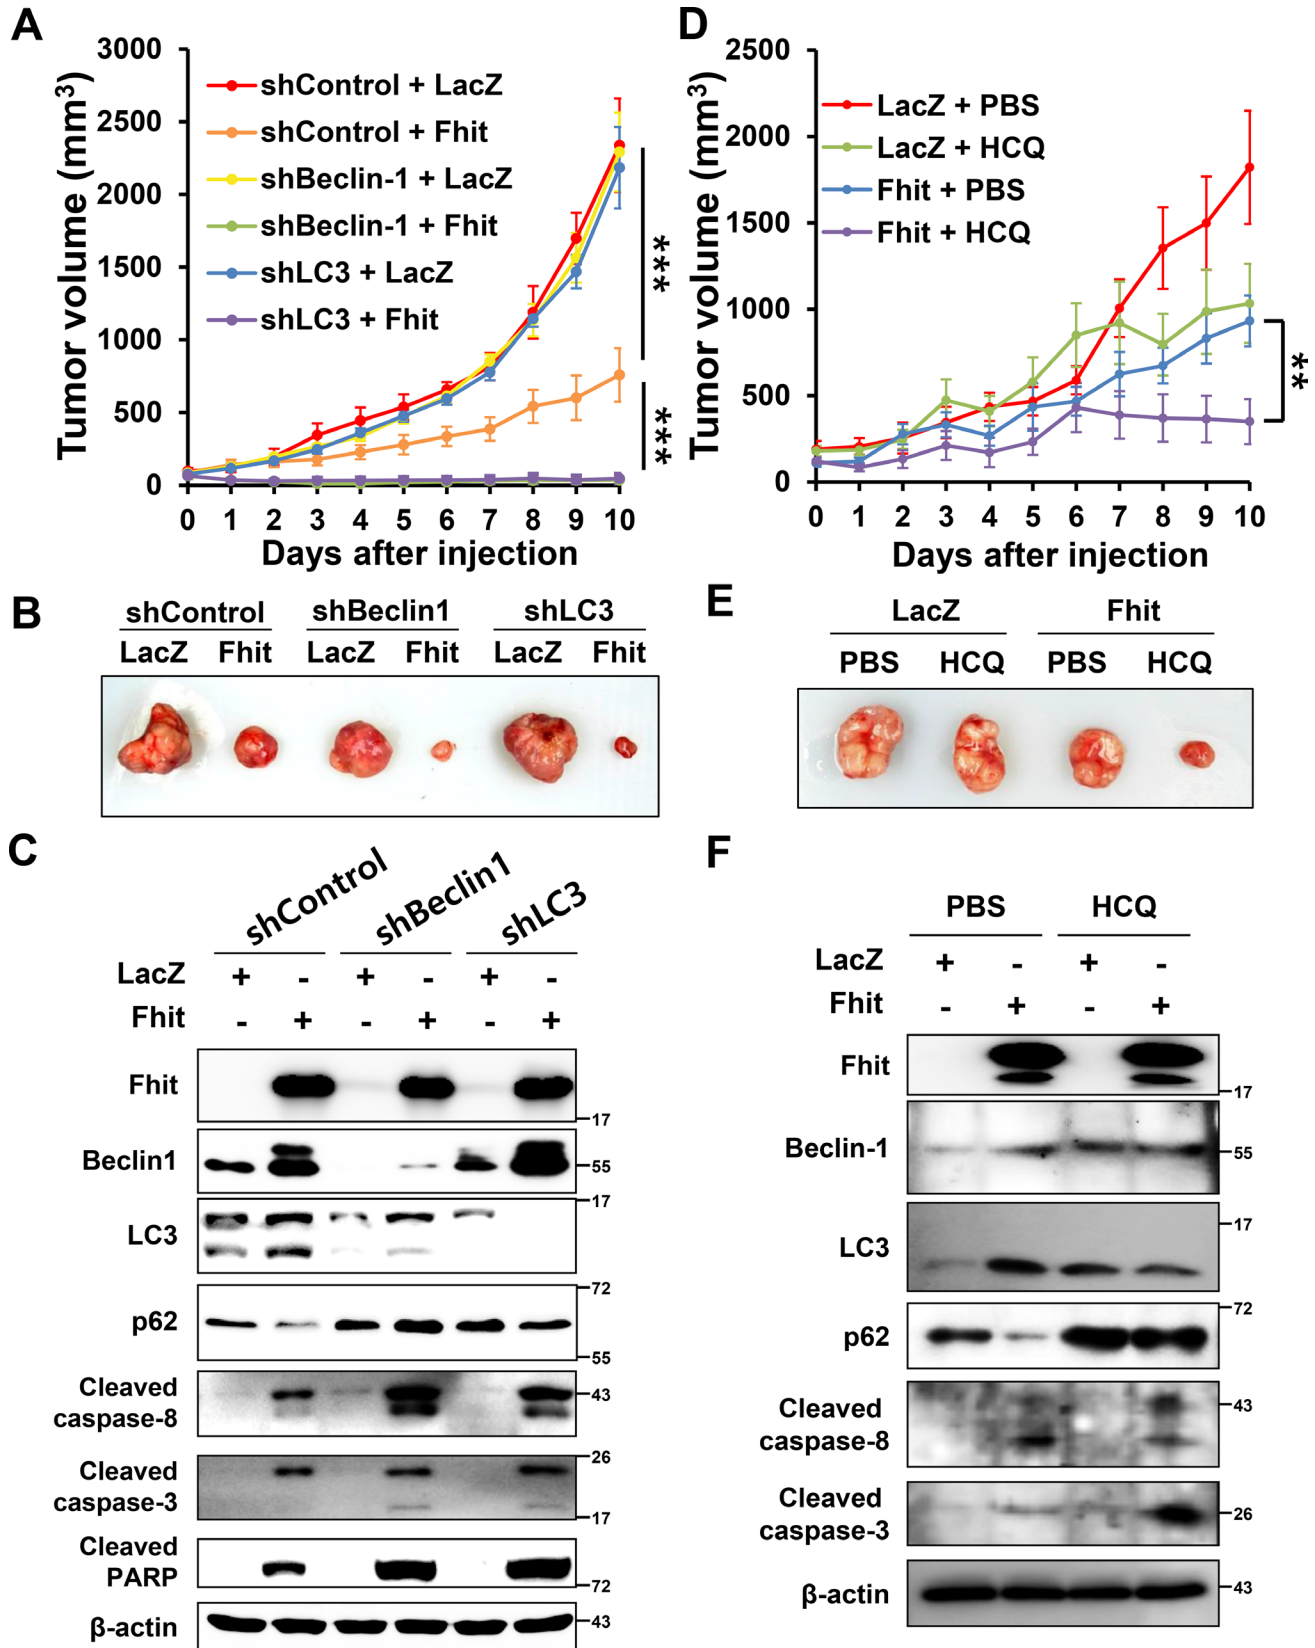 A
Tumor volume (mm³)
3000
2500
2000
1500
1000
500
0
shControl + LacZ
shControl + Fhit
shBeclin-1 + LacZ
shBeclin-1 + Fhit
shLC3 + LacZ
shLC3 + Fhit
***
***
0 1 2 3 4 5 6 7 8 9 10
Days after injection
D
Tumor volume (mm³)
2500
2000
1500
1000
500
0
LacZ + PBS
LacZ + HCQ
Fhit + PBS
Fhit + HCQ
**
0 1 2 3 4 5 6 7 8 9 10
Days after injection
B
shControl shBeclin1 shLC3
LacZ Fhit LacZ Fhit LacZ Fhit
E
LacZ Fhit
PBS HCQ PBS HCQ
C
shControl shBeclin1 shLC3
LacZ + - + - + -
Fhit - + - + - +
Fhit
17
Beclin1
55
LC3
17
p62
72
55
Cleaved
caspase-8
43
Cleaved
caspase-3
26
17
Cleaved
PARP
72
β-actin
43
F
PBS HCQ
LacZ + - + -
Fhit - + - +
Fhit
17
Beclin-1
55
LC3
17
p62
72
Cleaved
caspase-8
43
Cleaved
caspase-3
26
β-actin
43